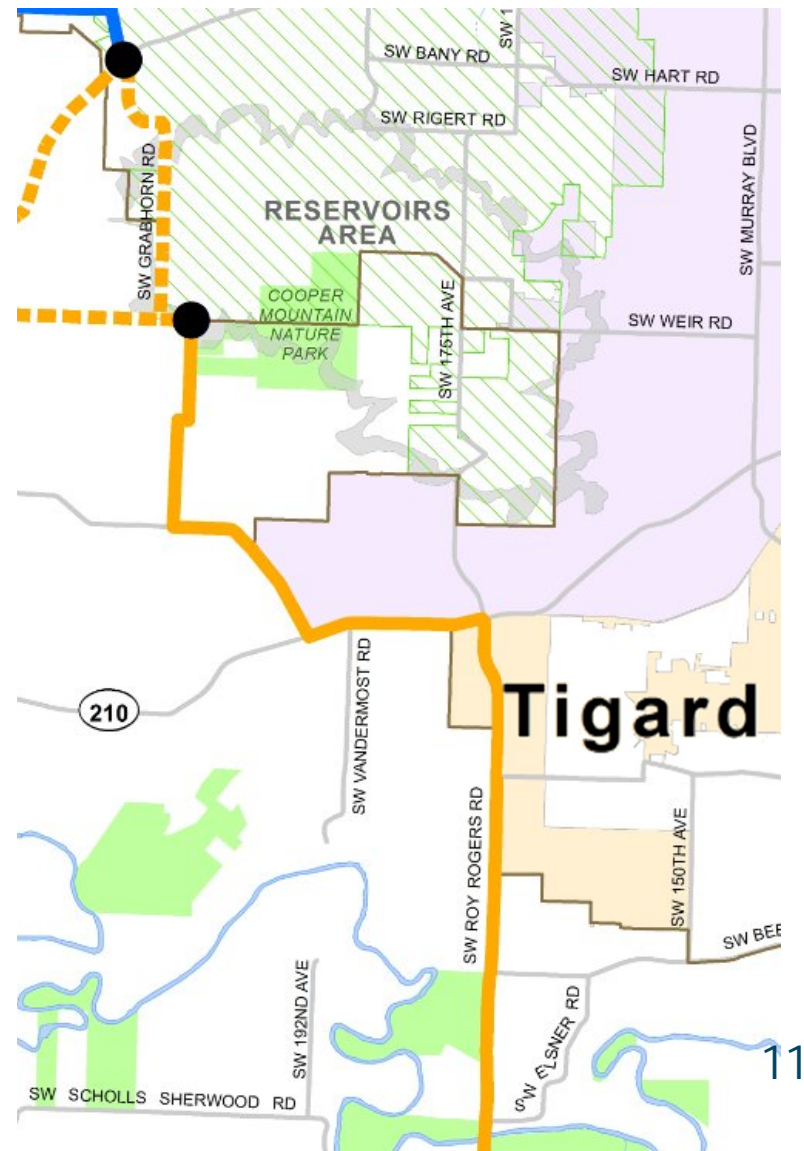 SW 1
SW BANY RD
SW HART RD
SW RIGERT RD
SW MURRAY BLVD
SW GRABHORN RD
RESERVOIRS
AREA
COOPER
MOUNTAIN
NATURE
PARK
SW 175TH AVE
SW WEIR RD
210
SW VANDERMOST RD
Tigard
SW ROY ROGERS RD
SW 150TH AVE
SW BEE
SW 192ND AVE
SW ELSNER RD
11
SW SCHOLLS SHERWOOD RD